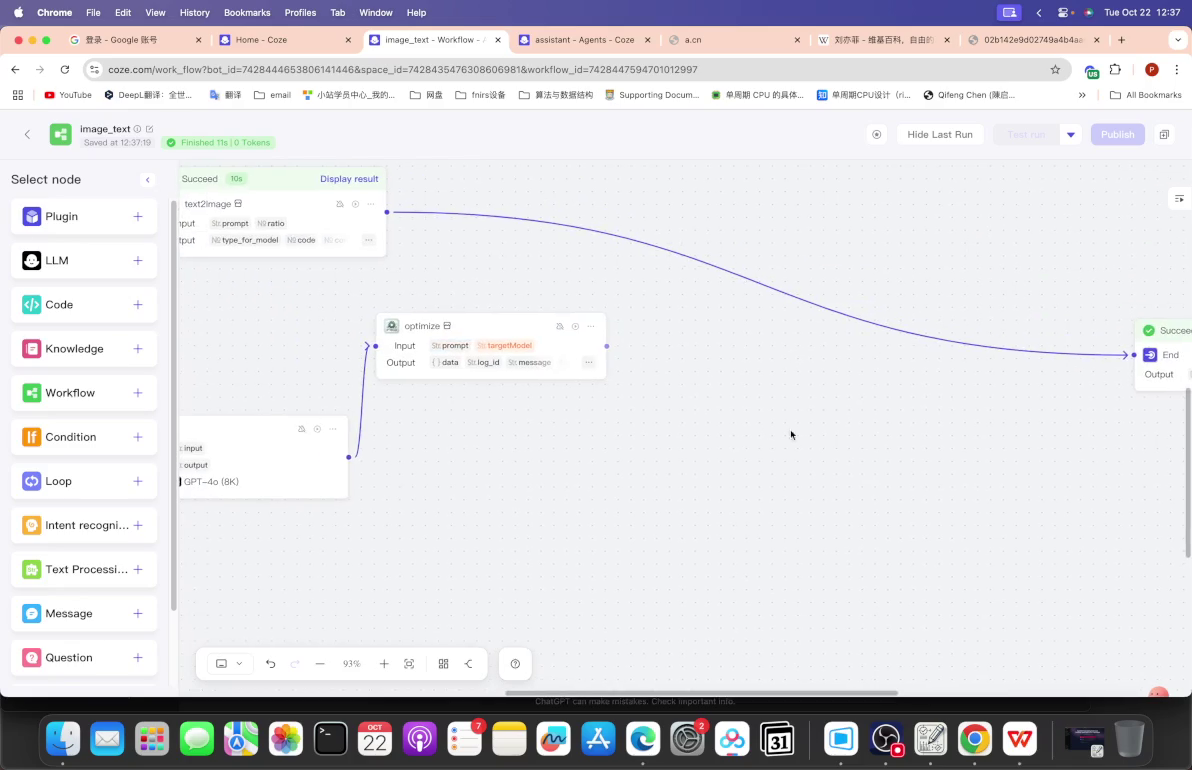 Chrome File Edit View History Bookmarks Profiles Tab Window Help Tue Oct 22 12:37
登录 - Google 账号 Home - Coze image_text - Workflow - A assistant - Agents - Coze a.cn 刘亦菲 - 维基百科，自由的 02b142e9d02749a4b4aa
coze.com/work_flow?bot_id=7428444653806141446&space_id=7428435476308606981&workflow_id=7428447594701012997 US P
YouTube DeepL翻译：全世... 翻译 email 小站学员中心_我的... 网盘 fnirs设备 算法与数据结构 Supporting Docum... 单周期 CPU 的具体... 单周期CPU设计（ri... Qifeng Chen (陳启... All Bookmarks
image_text
Saved at 12:37:19 Finished 11s | 0 Tokens
Hide Last Run Test run Publish
Select node
Plugin
LLM
Code
Knowledge
Workflow
If Condition
Loop
Intent recogni...
Text Processi...
Message
Question
Succeed 10s Display result
text2image
nput Str. prompt No. ratio
tput No. type_for_model No. code
optimize
Input Str. prompt Str. targetModel
Output { } data Str. log_id Str. message
input
output
GPT-4o (8K)
Succee
End
Output
93%
ChatGPT can make mistakes. Check important info.
OCT
22
7
2
31